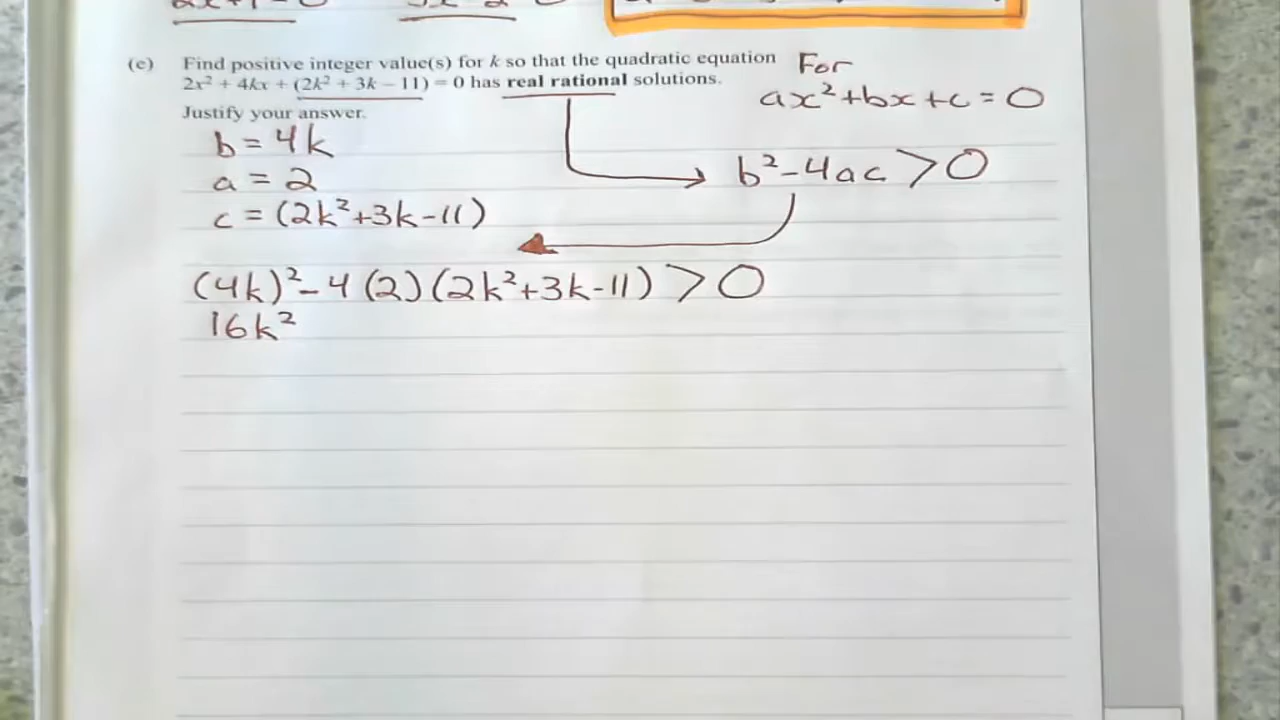 (e) Find positive integer value(s) for k so that the quadratic equation
2x² + 4kx + (2k² + 3k – 11) = 0 has real rational solutions.
Justify your answer.
For
ax²+bx+c=0
b=4k
a=2
c=(2k²+3k-11)
b²-4ac>0
(4k)²-4(2)(2k²+3k-11)>0
16k²